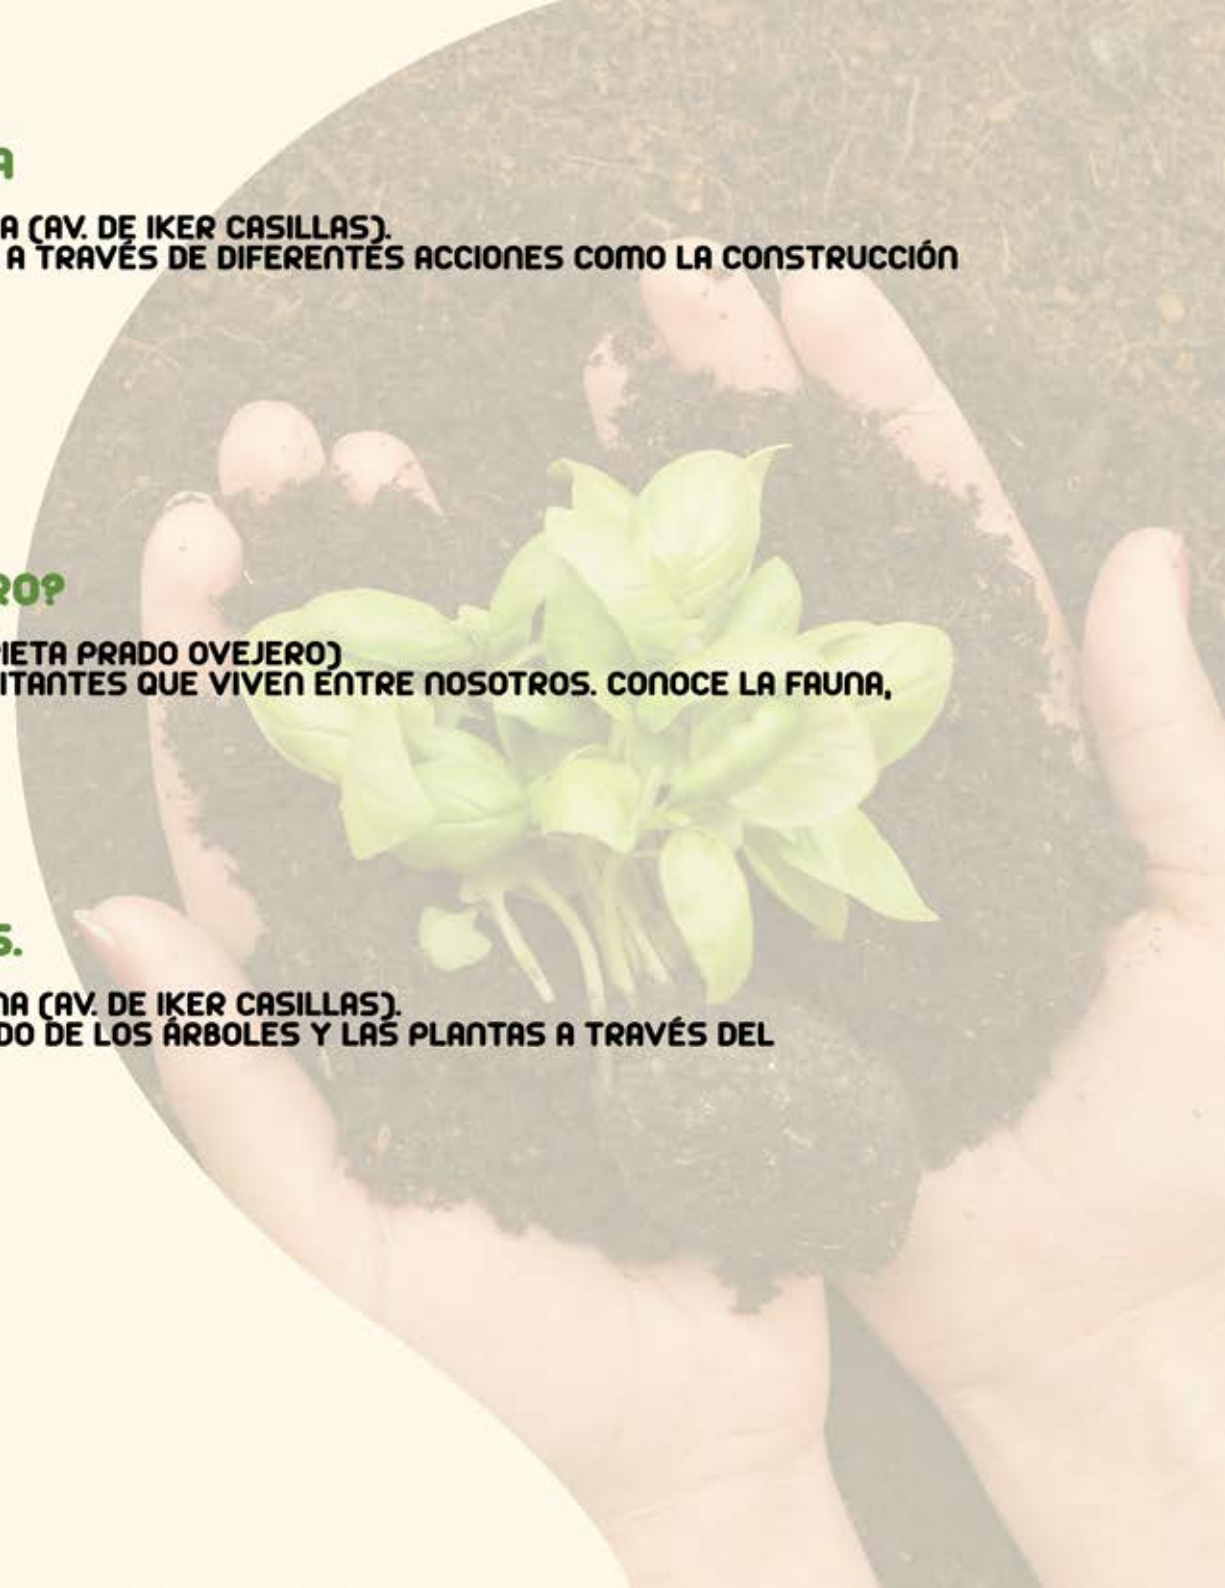 A
A (AV. DE IKER CASILLAS).
A TRAVÉS DE DIFERENTES ACCIONES COMO LA CONSTRUCCIÓN
RO?
IETA PRADO OVEJERO)
ITANTES QUE VIVEN ENTRE NOSOTROS. CONOCE LA FAUNA,
S.
NA (AV. DE IKER CASILLAS).
DO DE LOS ÁRBOLES Y LAS PLANTAS A TRAVÉS DEL